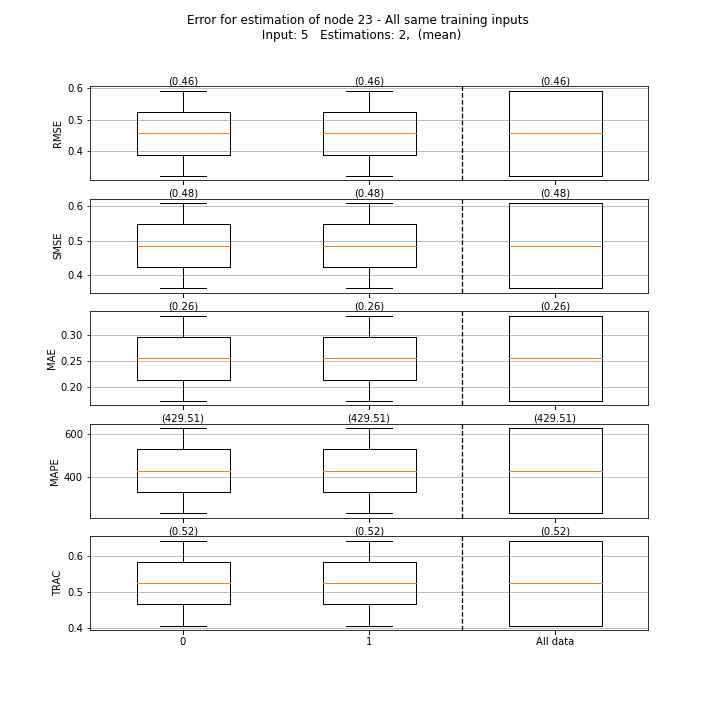 Error for estimation of node 23 - All same training inputs
Input: 5 Estimations: 2, (mean)
(0.46) (0.46) (0.46)
0.6
0.5
0.4
RMSE
(0.48) (0.48) (0.48)
0.6
0.5
0.4
SMSE
(0.26) (0.26) (0.26)
0.30
0.25
0.20
MAE
(429.51) (429.51) (429.51)
600
400
MAPE
(0.52) (0.52) (0.52)
0.6
0.5
0.4
TRAC
0 1 All data